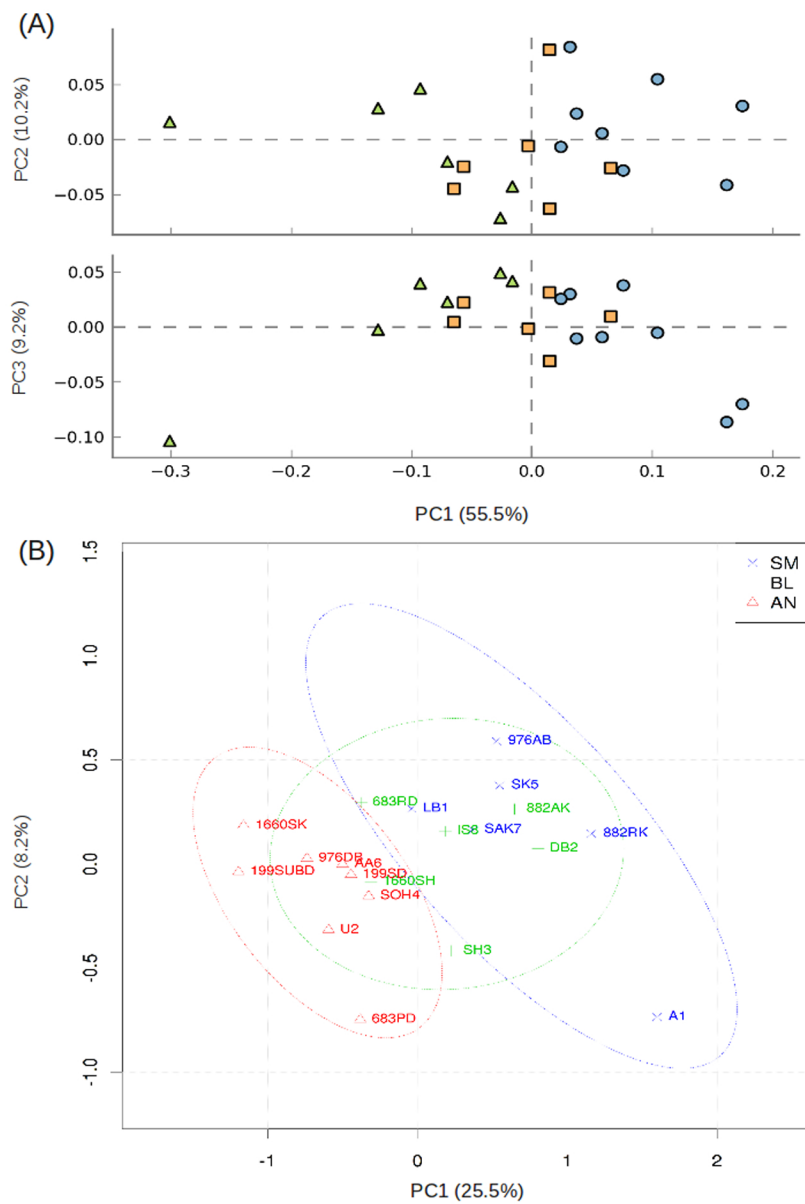 (A)
PC2 (10.2%)
0.05
0.00
−0.05
PC3 (9.2%)
0.05
0.00
−0.05
−0.10
−0.3
−0.2
−0.1
0.0
0.1
0.2
PC1 (55.5%)
(B)
PC2 (8.2%)
1.5
1.0
0.5
0.0
-0.5
-1.0
SM
BL
AN
976AB
SK5
683RD
LB1
882AK
1660SK
IS8
SAK7
882RK
976DB
DB2
199SUBD
AA6
199SD
1660SH
SOH4
U2
SH3
683PD
A1
-1
0
1
2
PC1 (25.5%)